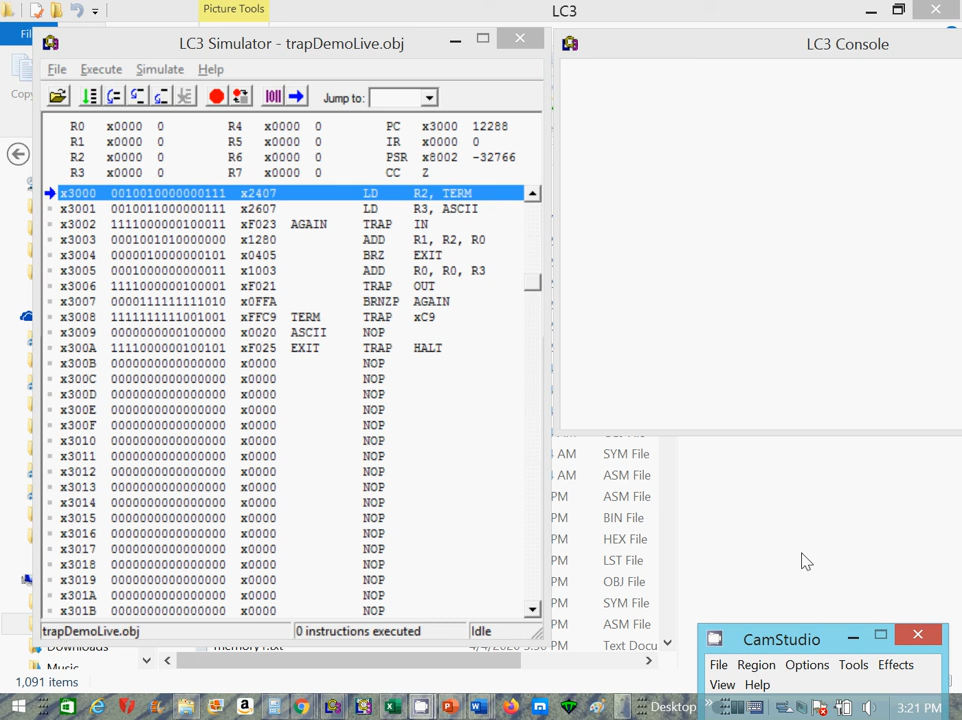 Picture Tools
LC3
Fil
Copy
LC3 Simulator - trapDemoLive.obj
File Execute Simulate Help
Jump to:
R0 x0000 0 R4 x0000 0 PC x3000 12288
R1 x0000 0 R5 x0000 0 IR x0000 0
R2 x0000 0 R6 x0000 0 PSR x8002 -32766
R3 x0000 0 R7 x0000 0 CC Z
x3000 0010010000000111 x2407 LD R2, TERM
x3001 0010011000000111 x2607 LD R3, ASCII
x3002 1111000000100011 xF023 AGAIN TRAP IN
x3003 0001001010000000 x1280 ADD R1, R2, R0
x3004 0000010000000101 x0405 BRZ EXIT
x3005 0001000000000011 x1003 ADD R0, R0, R3
x3006 1111000000100001 xF021 TRAP OUT
x3007 0000111111111010 x0FFA BRNZP AGAIN
x3008 1111111111001001 xFFC9 TERM TRAP xC9
x3009 0000000000100000 x0020 ASCII NOP
x300A 1111000000100101 xF025 EXIT TRAP HALT
x300B 0000000000000000 x0000 NOP
x300C 0000000000000000 x0000 NOP
x300D 0000000000000000 x0000 NOP
x300E 0000000000000000 x0000 NOP
x300F 0000000000000000 x0000 NOP
x3010 0000000000000000 x0000 NOP
x3011 0000000000000000 x0000 NOP
x3012 0000000000000000 x0000 NOP
x3013 0000000000000000 x0000 NOP
x3014 0000000000000000 x0000 NOP
x3015 0000000000000000 x0000 NOP
x3016 0000000000000000 x0000 NOP
x3017 0000000000000000 x0000 NOP
x3018 0000000000000000 x0000 NOP
x3019 0000000000000000 x0000 NOP
x301A 0000000000000000 x0000 NOP
x301B 0000000000000000 x0000 NOP
trapDemoLive.obj 0 instructions executed Idle
LC3 Console
AM SYM File
AM ASM File
PM ASM File
PM BIN File
PM HEX File
PM LST File
PM OBJ File
PM SYM File
PM ASM File
PM Text Docu
Downloads
Music
1,091 items
CamStudio
File Region Options Tools Effects
View Help
Desktop
3:21 PM